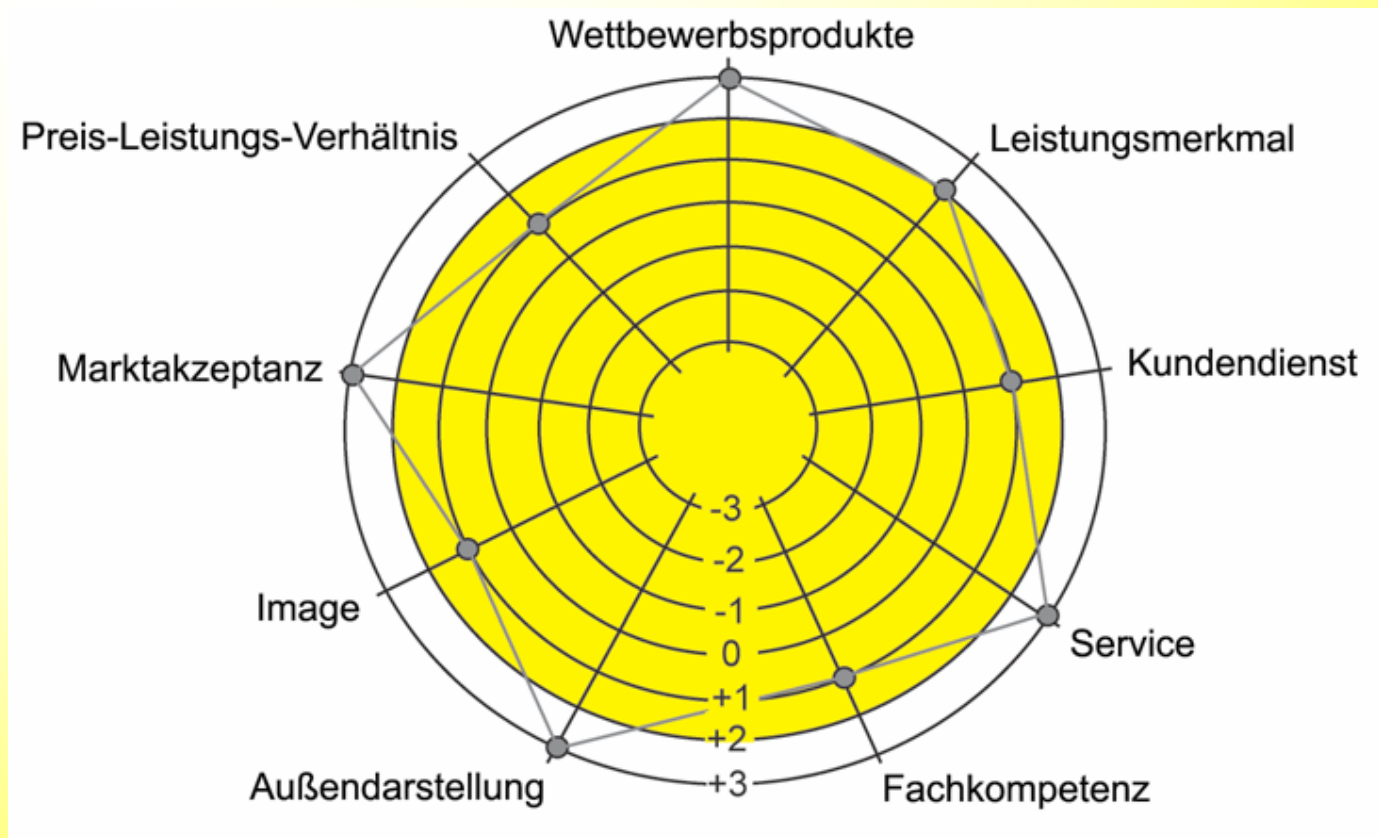 Wettbewerbsprodukte
Preis-Leistungs-Verhältnis
Leistungsmerkmal
Marktakzeptanz
Kundendienst
-3
-2
-1
0
+1
+2
+3
Image
Service
Außendarstellung
Fachkompetenz